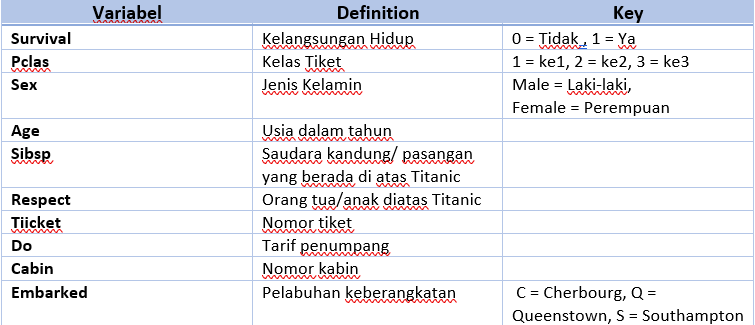 Variabel Definition Key
Survival Kelangsungan Hidup 0 = Tidak , 1 = Ya
Pclas Kelas Tiket 1 = ke1, 2 = ke2, 3 = ke3
Sex Jenis Kelamin Male = Laki-laki,
Female = Perempuan
Age Usia dalam tahun
Sibsp Saudara kandung/ pasangan
yang berada di atas Titanic
Respect Orang tua/anak diatas Titanic
Tiicket Nomor tiket
Do Tarif penumpang
Cabin Nomor kabin
Embarked Pelabuhan keberangkatan C = Cherbourg, Q =
Queenstown, S = Southampton